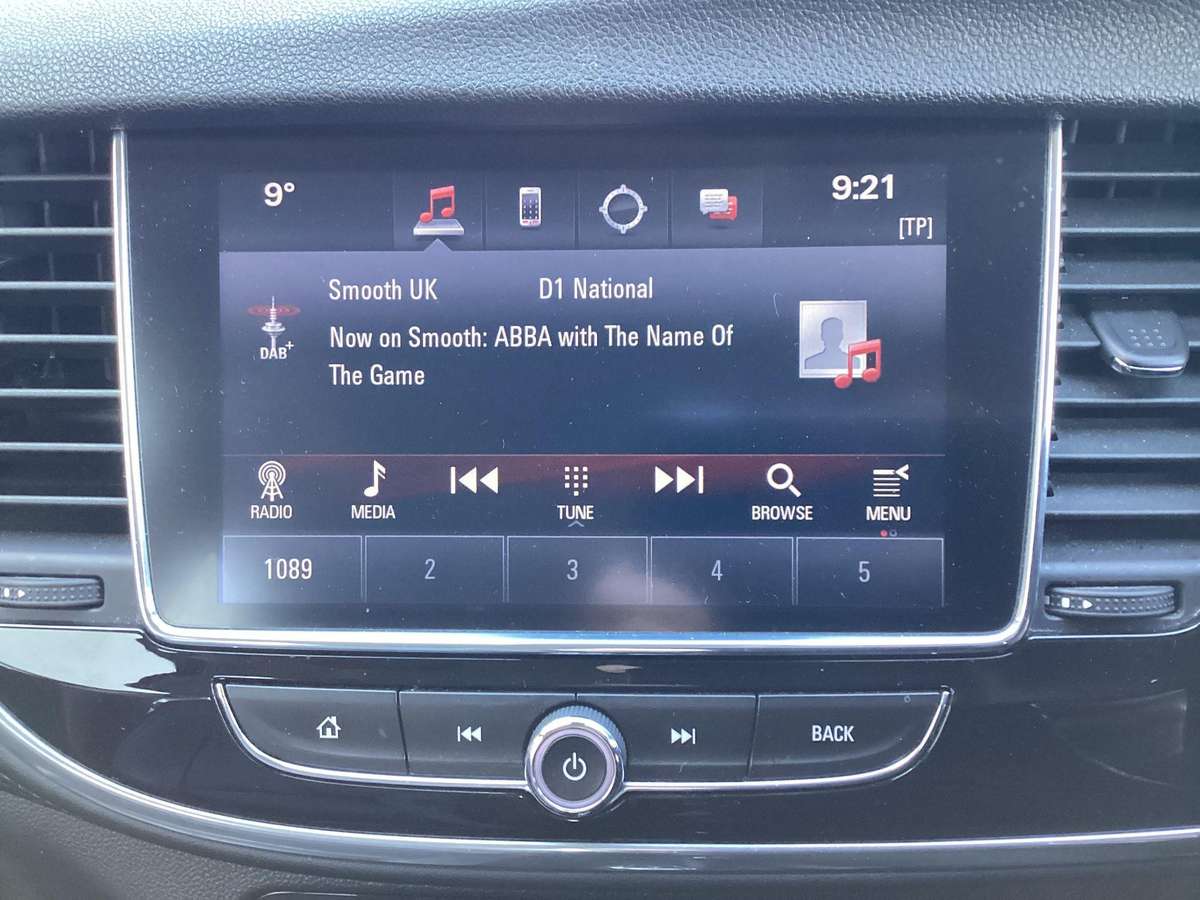 9°
9:21
[TP]
Smooth UK
D1 National
DAB+
Now on Smooth: ABBA with The Name Of
The Game
RADIO
MEDIA
TUNE
BROWSE
MENU
1089
2
3
4
5
BACK